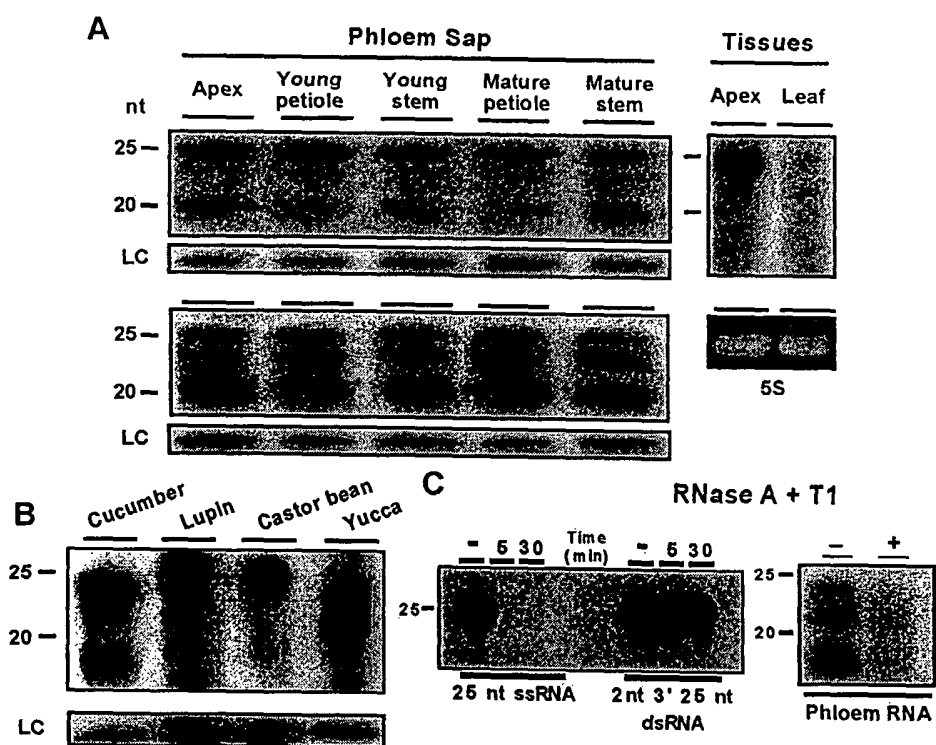 A
Phloem Sap
Tissues
nt
Apex
Young petiole
Young stem
Mature petiole
Mature stem
Apex Leaf
25
20
LC
25
20
LC
5S
B
Cucumber
Lupin
Castor bean
Yucca
25
20
LC
C
RNase A + T1
- 5 30
Time (min)
- 5 30
25
25 nt ssRNA
2nt 3' 25 nt dsRNA
- +
25
20
Phloem RNA